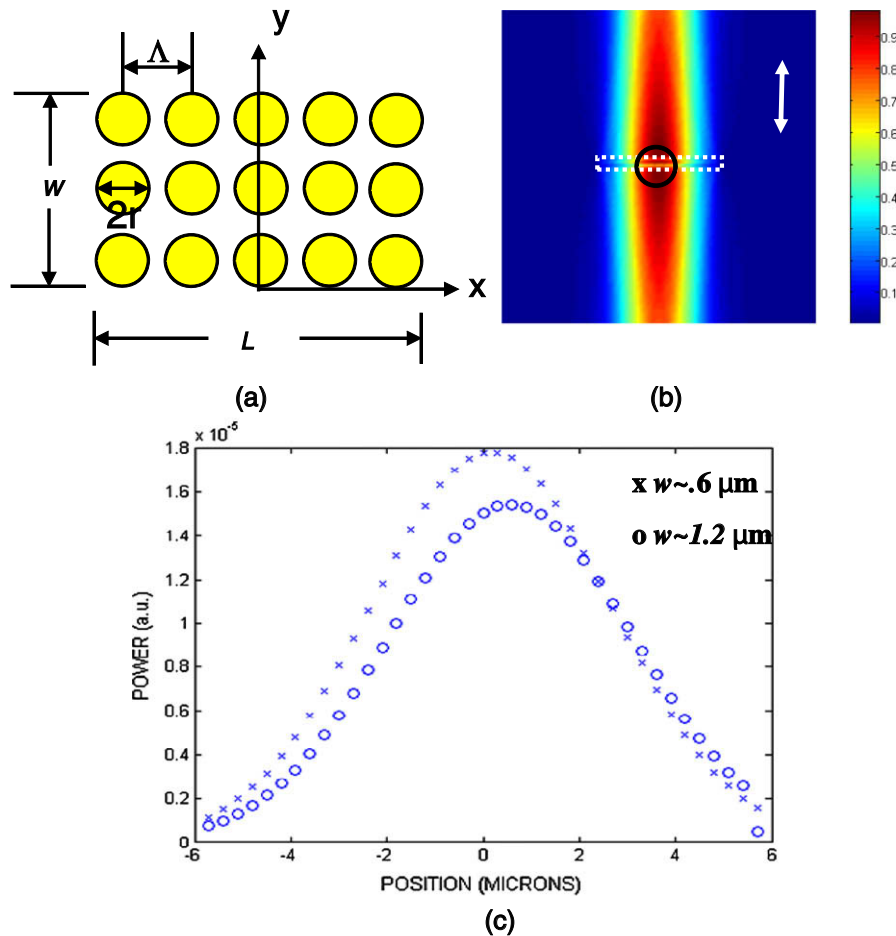 y
Λ
w
2r
x
L
(a)
0.9
0.8
0.7
0.6
0.5
0.4
0.3
0.2
0.1
(b)
x 10^-5
1.8
1.6
1.4
1.2
1
0.8
0.6
0.4
0.2
0
x w~.6 µm
o w~1.2 µm
POWER (a.u.)
-6 -4 -2 0 2 4 6
POSITION (MICRONS)
(c)